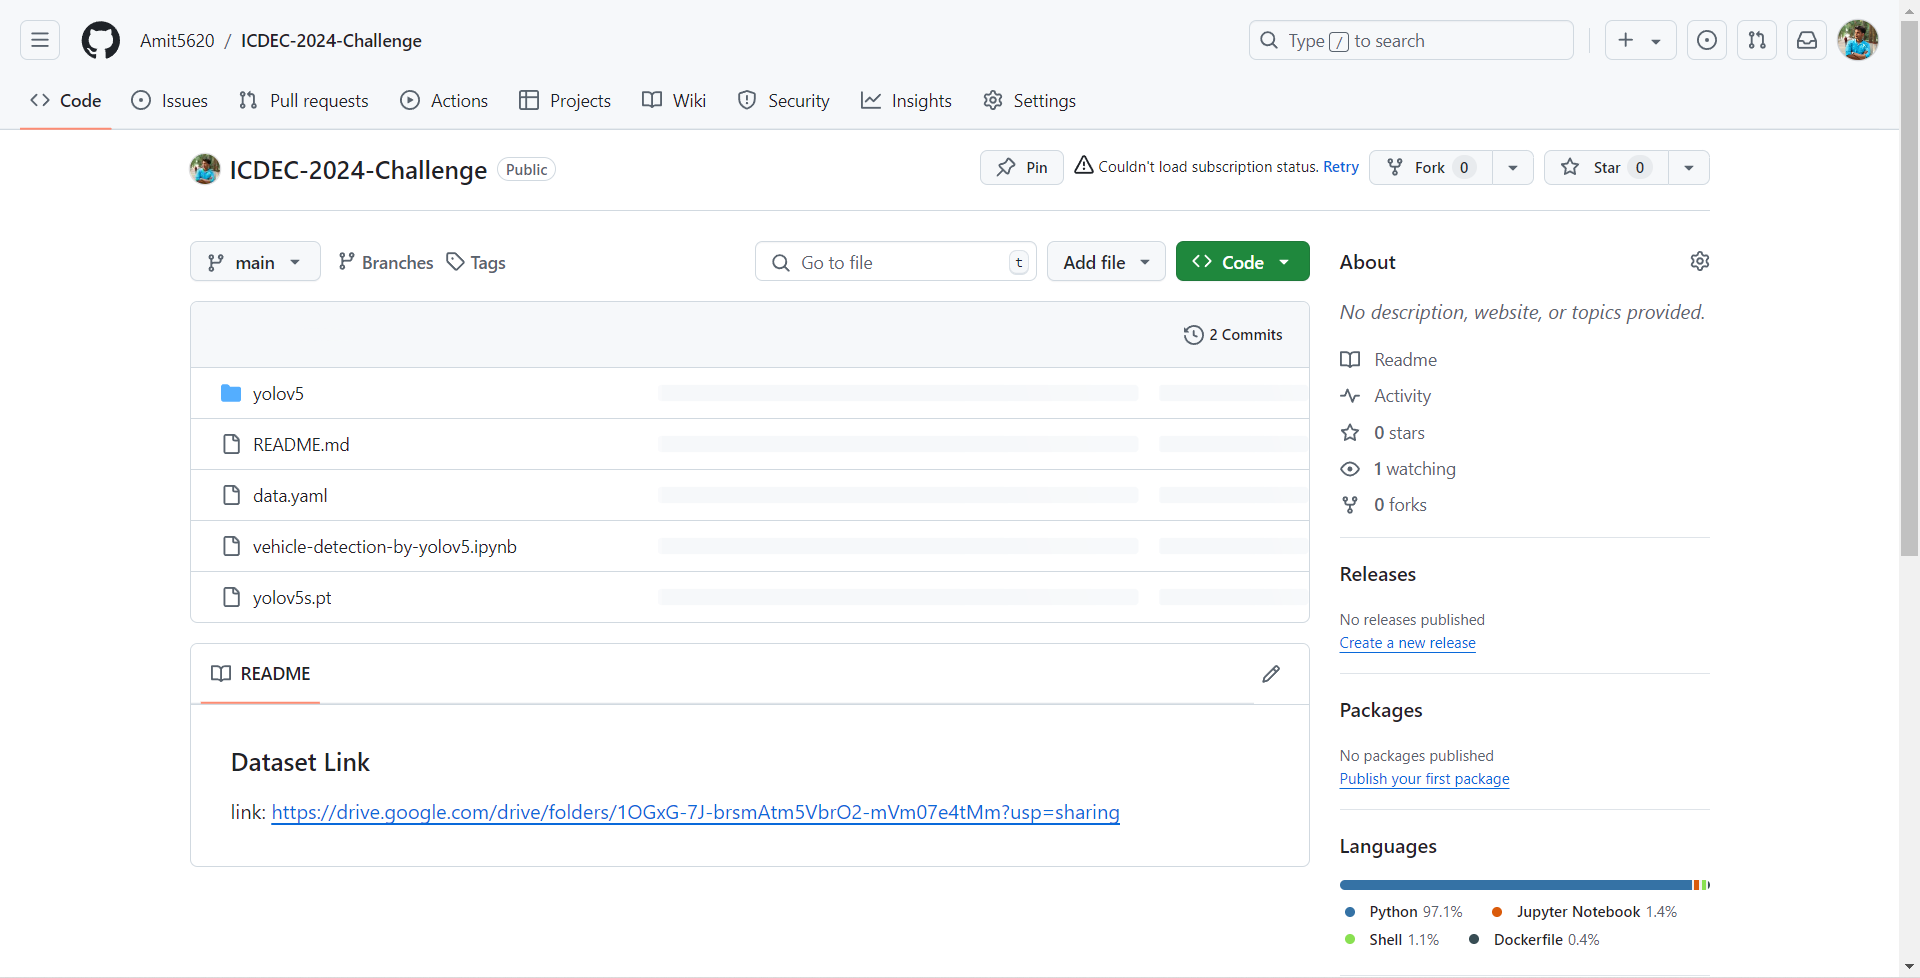 Amit5620 / ICDEC-2024-Challenge
Type / to search
Code Issues Pull requests Actions Projects Wiki Security Insights Settings
ICDEC-2024-Challenge Public
Pin Couldn't load subscription status. Retry Fork 0 Star 0
main Branches Tags Go to file t Add file Code
2 Commits
yolov5
README.md
data.yaml
vehicle-detection-by-yolov5.ipynb
yolov5s.pt
README
Dataset Link
link: https://drive.google.com/drive/folders/1OGxG-7J-brsmAtm5VbrO2-mVm07e4tMm?usp=sharing
About
No description, website, or topics provided.
Readme
Activity
0 stars
1 watching
0 forks
Releases
No releases published
Create a new release
Packages
No packages published
Publish your first package
Languages
Python 97.1% Jupyter Notebook 1.4%
Shell 1.1% Dockerfile 0.4%